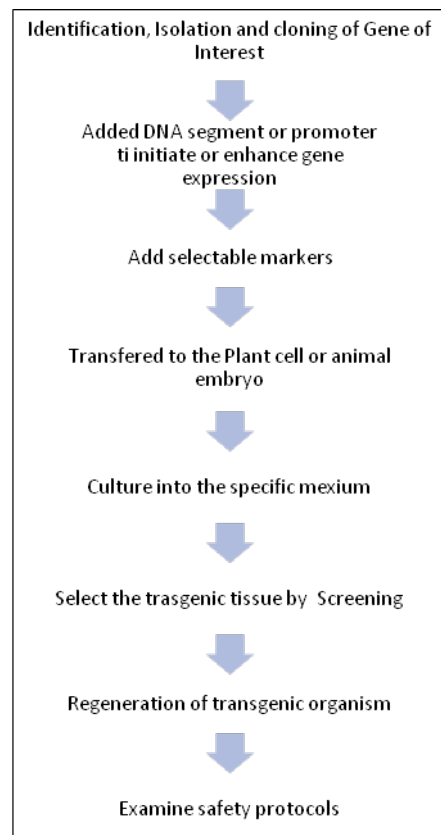 Identification, Isolation and cloning of Gene of
Interest
Added DNA segment or promoter
ti initiate or enhance gene
expression
Add selectable markers
Transfered to the Plant cell or animal
embryo
Culture into the specific mexium
Select the trasgenic tissue by Screening
Regeneration of transgenic organism
Examine safety protocols